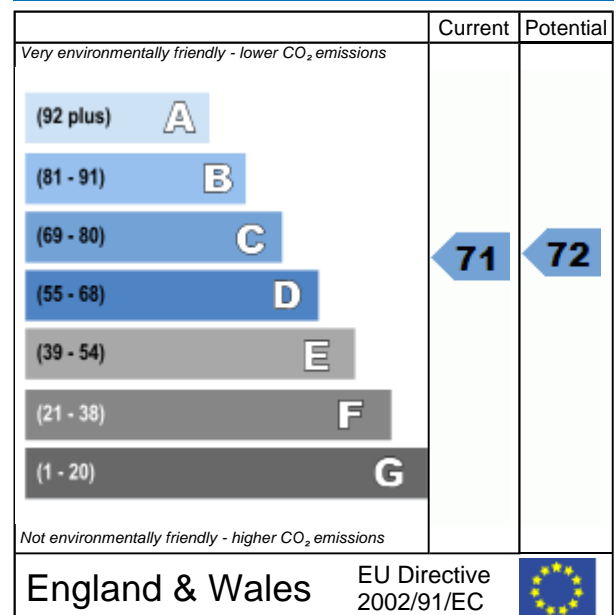 Current Potential
Very environmentally friendly - lower CO₂ emissions
(92 plus) A
(81 - 91) B
(69 - 80) C
71 72
(55 - 68) D
(39 - 54) E
(21 - 38) F
(1 - 20) G
Not environmentally friendly - higher CO₂ emissions
England & Wales
EU Directive
2002/91/EC